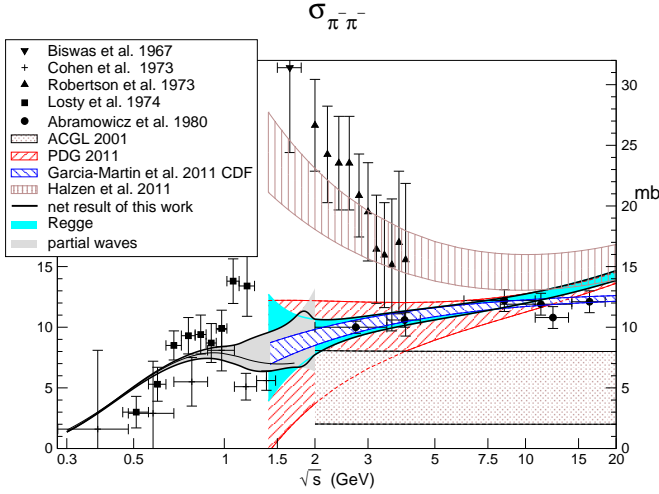 σπ⁻π⁻
Biswas et al. 1967
Cohen et al. 1973
Robertson et al. 1973
Losty et al. 1974
Abramowicz et al. 1980
ACGL 2001
PDG 2011
Garcia-Martin et al. 2011 CDF
Halzen et al. 2011
net result of this work
Regge
partial waves
30
mb
20
15 15
10 10
5 5
0 0
0.3 0.5 1 1.5 2 3 5 7.5 10 15 20
√s (GeV)